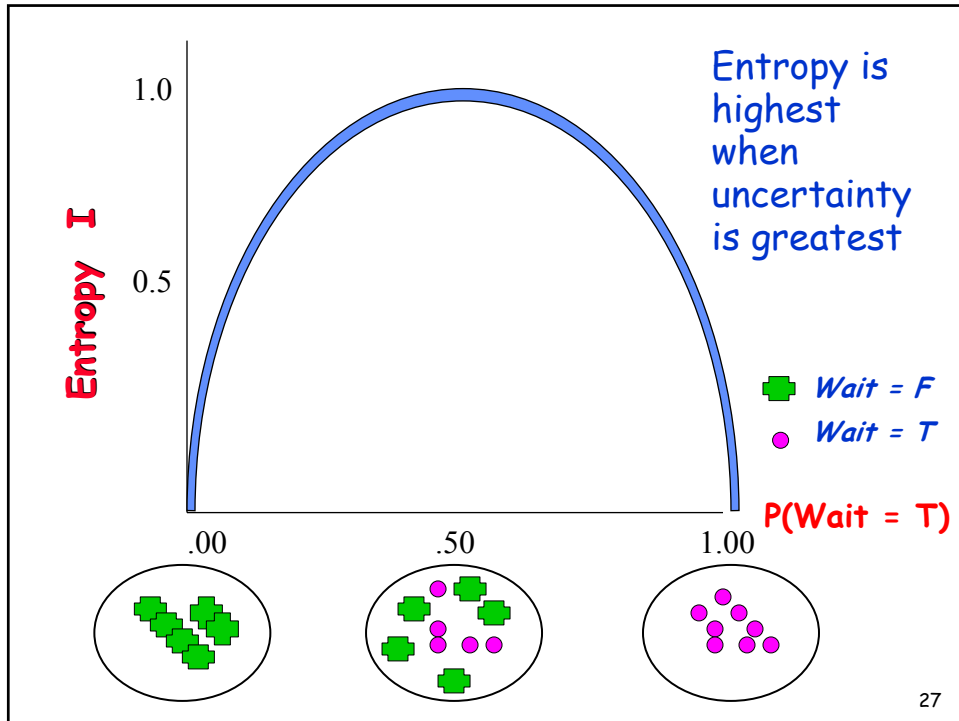 Entropy is
highest
when
uncertainty
is greatest
1.0
0.5
Entropy I
Wait = F
Wait = T
P(Wait = T)
.00 .50 1.00
27